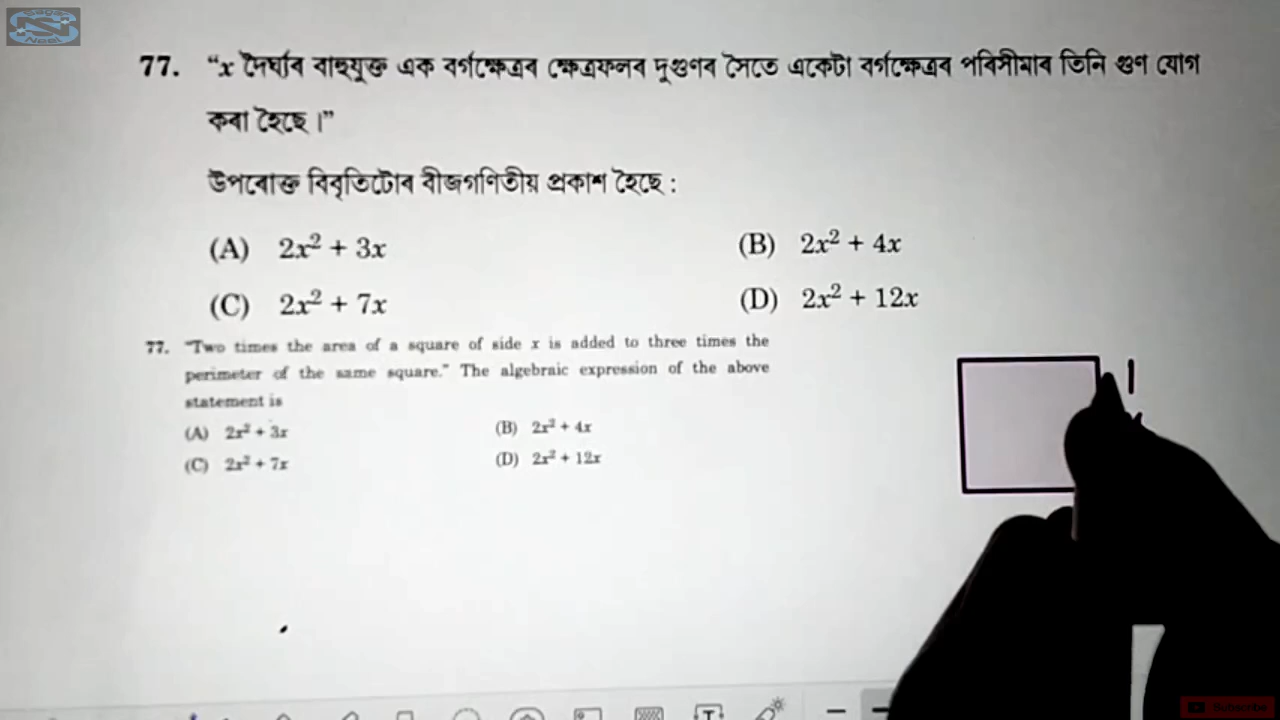 Sagar
Neel
77. “x দৈৰ্ঘ্যৰ বাহুযুক্ত এক বৰ্গক্ষেত্ৰৰ ক্ষেত্ৰফলৰ দুগুণৰ সৈতে একেটা বৰ্গক্ষেত্ৰৰ পৰিসীমাৰ তিনি গুণ যোগ
কৰা হৈছে।”
উপৰোক্ত বিবৃতিটোৰ বীজগণিতীয় প্ৰকাশ হৈছে :
(A) 2x² + 3x (B) 2x² + 4x
(C) 2x² + 7x (D) 2x² + 12x
77. "Two times the area of a square of side x is added to three times the
perimeter of the same square." The algebraic expression of the above
statement is
(A) 2x² + 3x (B) 2x² + 4x
(C) 2x² + 7x (D) 2x² + 12x
Subscribe